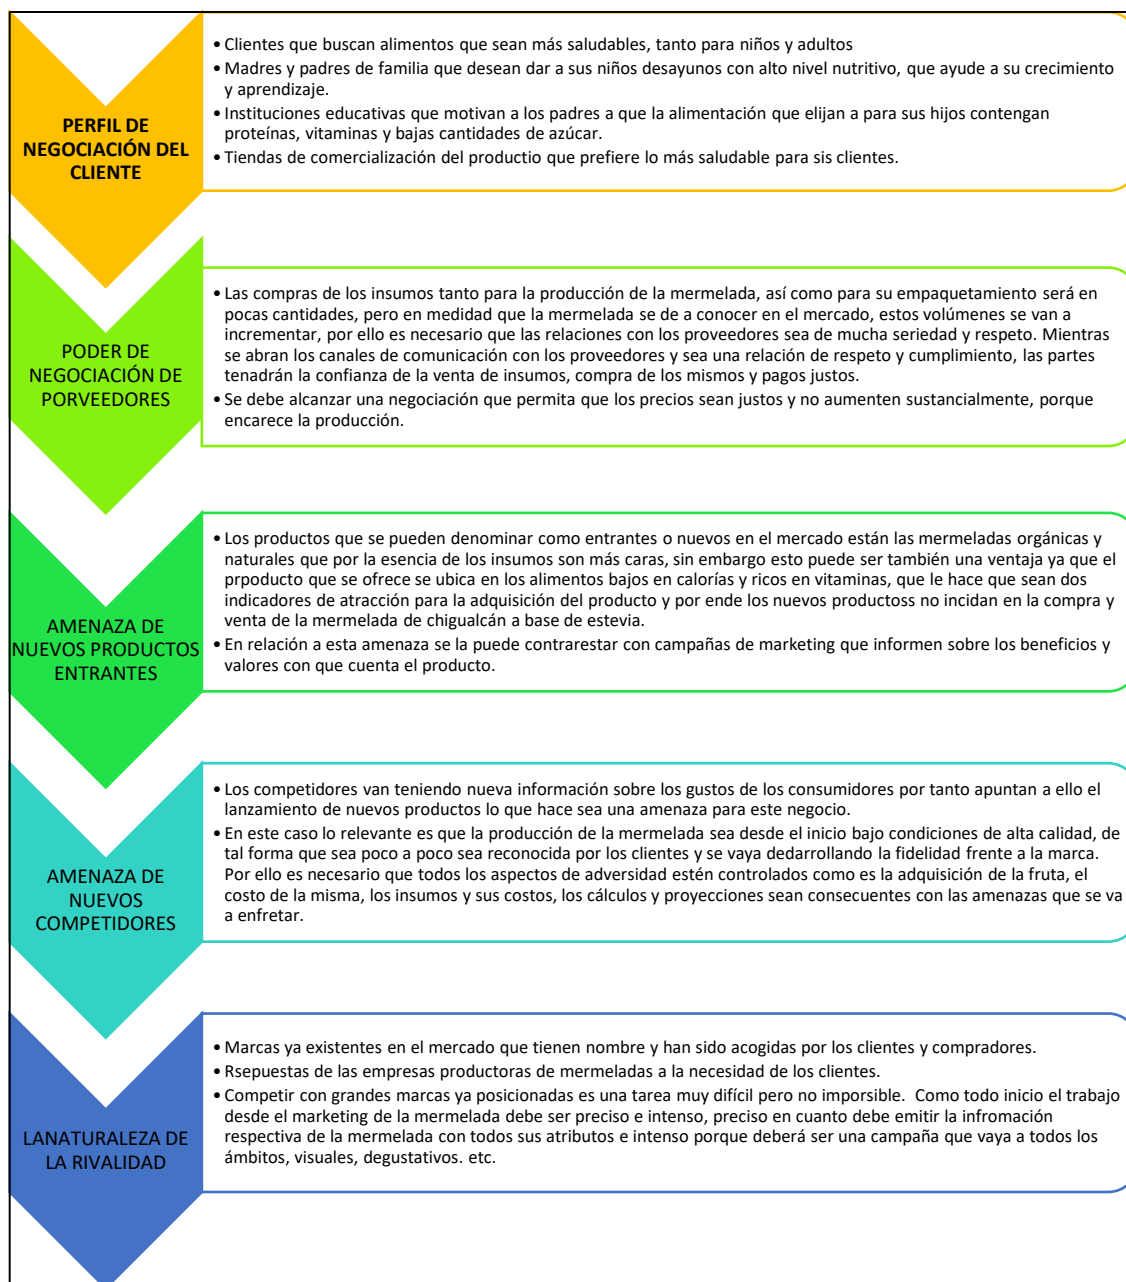 PERFIL DE
NEGOCIACIÓN DEL
CLIENTE
• Clientes que buscan alimentos que sean más saludables, tanto para niños y adultos
• Madres y padres de familia que desean dar a sus niños desayunos con alto nivel nutritivo, que ayude a su crecimiento
y aprendizaje.
• Instituciones educativas que motivan a los padres a que la alimentación que elijan a para sus hijos contengan
proteínas, vitaminas y bajas cantidades de azúcar.
• Tiendas de comercialización del productio que prefiere lo más saludable para sis clientes.
PODER DE
NEGOCIACIÓN DE
PORVEEDORES
• Las compras de los insumos tanto para la producción de la mermelada, así como para su empaquetamiento será en
pocas cantidades, pero en medidad que la mermelada se de a conocer en el mercado, estos volúmenes se van a
incrementar, por ello es necesario que las relaciones con los proveedores sea de mucha seriedad y respeto. Mientras
se abran los canales de comunicación con los proveedores y sea una relación de respeto y cumplimiento, las partes
tenadrán la confianza de la venta de insumos, compra de los mismos y pagos justos.
• Se debe alcanzar una negociación que permita que los precios sean justos y no aumenten sustancialmente, porque
encarece la producción.
AMENAZA DE
NUEVOS PRODUCTOS
ENTRANTES
• Los productos que se pueden denominar como entrantes o nuevos en el mercado están las mermeladas orgánicas y
naturales que por la esencia de los insumos son más caras, sin embargo esto puede ser también una ventaja ya que el
prpoducto que se ofrece se ubica en los alimentos bajos en calorías y ricos en vitaminas, que le hace que sean dos
indicadores de atracción para la adquisición del producto y por ende los nuevos productoss no incidan en la compra y
venta de la mermelada de chigualcán a base de estevia.
• En relación a esta amenaza se la puede contrarestar con campañas de marketing que informen sobre los beneficios y
valores con que cuenta el producto.
AMENAZA DE
NUEVOS
COMPETIDORES
• Los competidores van teniendo nueva información sobre los gustos de los consumidores por tanto apuntan a ello el
lanzamiento de nuevos productos lo que hace sea una amenaza para este negocio.
• En este caso lo relevante es que la producción de la mermelada sea desde el inicio bajo condiciones de alta calidad, de
tal forma que sea poco a poco sea reconocida por los clientes y se vaya dedarrollando la fidelidad frente a la marca.
Por ello es necesario que todos los aspectos de adversidad estén controlados como es la adquisición de la fruta, el
costo de la misma, los insumos y sus costos, los cálculos y proyecciones sean consecuentes con las amenazas que se va
a enfretar.
LANATURALEZA DE
LA RIVALIDAD
• Marcas ya existentes en el mercado que tienen nombre y han sido acogidas por los clientes y compradores.
• Rsepuestas de las empresas productoras de mermeladas a la necesidad de los clientes.
• Competir con grandes marcas ya posicionadas es una tarea muy difícil pero no imporsible. Como todo inicio el trabajo
desde el marketing de la mermelada debe ser preciso e intenso, preciso en cuanto debe emitir la infromación
respectiva de la mermelada con todos sus atributos e intenso porque deberá ser una campaña que vaya a todos los
ámbitos, visuales, degustativos. etc.